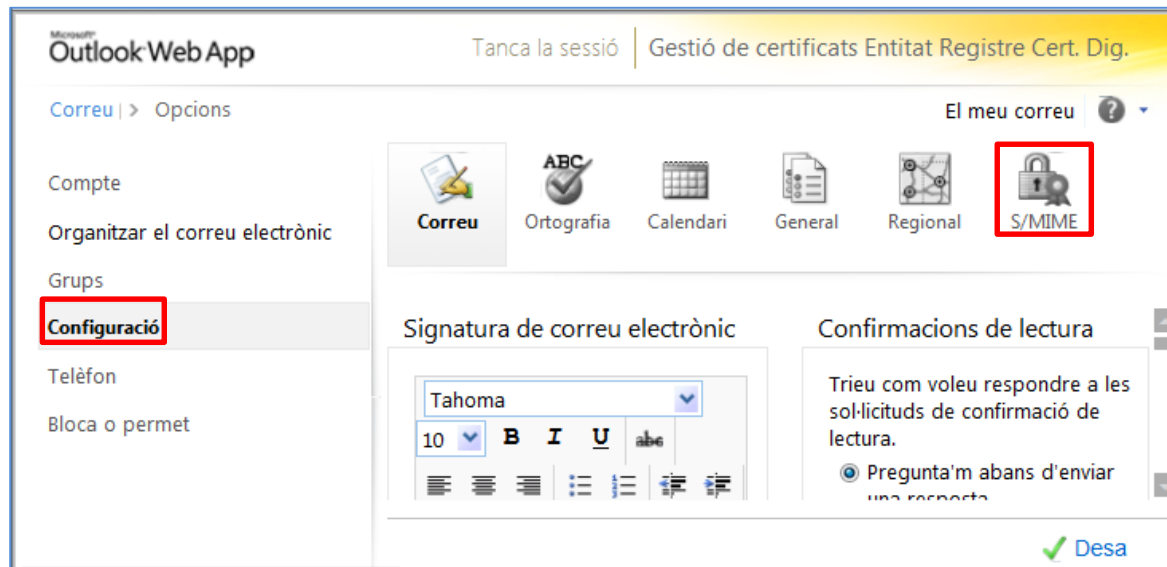 Microsoft®
Outlook Web App
Tanca la sessió Gestió de certificats Entitat Registre Cert. Dig.
Correu > Opcions
El meu correu ?
Compte
Organitzar el correu electrònic
Grups
Configuració
Telèfon
Bloca o permet
ABC
Correu Ortografia Calendari General Regional S/MIME
Signatura de correu electrònic
Tahoma
10 B I U abc
Confirmacions de lectura
Trieu com voleu respondre a les
sol·licituds de confirmació de
lectura.
Pregunta'm abans d'enviar
una resposta
Desa